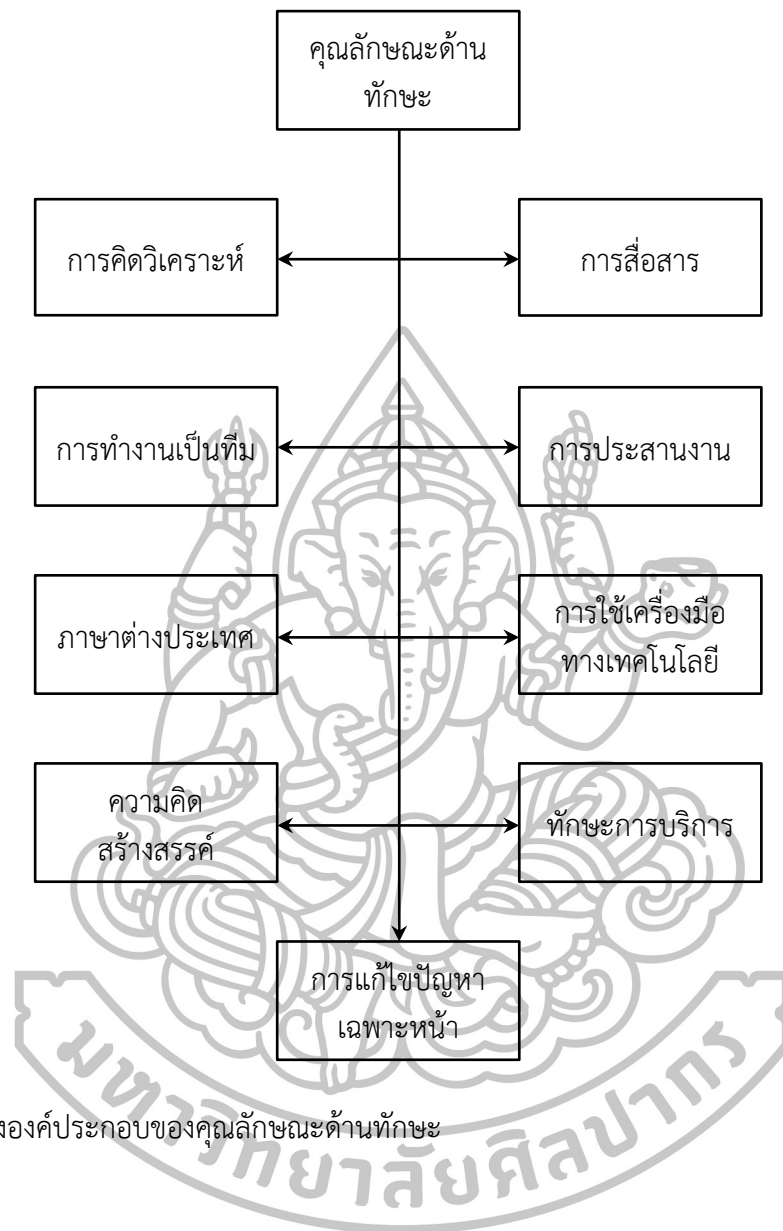 คุณลักษณะด้าน
ทักษะ
การคิดวิเคราะห์
การสื่อสาร
การทำงานเป็นทีม
การประสานงาน
ภาษาต่างประเทศ
การใช้เครื่องมือ
ทางเทคโนโลยี
ความคิด
สร้างสรรค์
ทักษะการบริการ
การแก้ไขปัญหา
เฉพาะหน้า
องค์ประกอบของคุณลักษณะด้านทักษะ
มหาวิทยาลัยศิลปากร